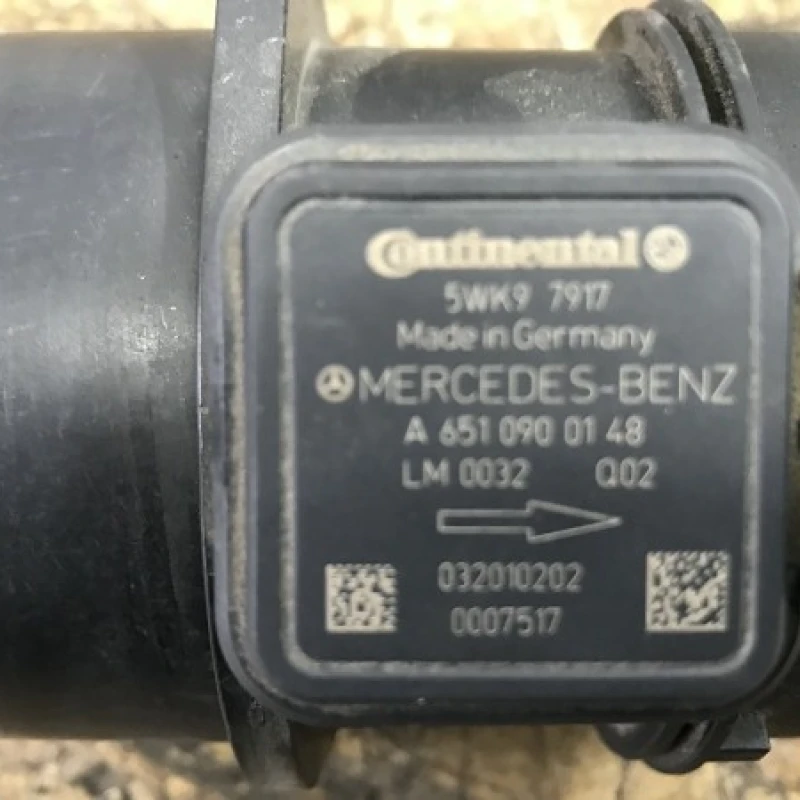 Continental
5WK9 7917
Made in Germany
MERCEDES-BENZ
A 651 090 01 48
LM 0032 Q02
032010202
0007517